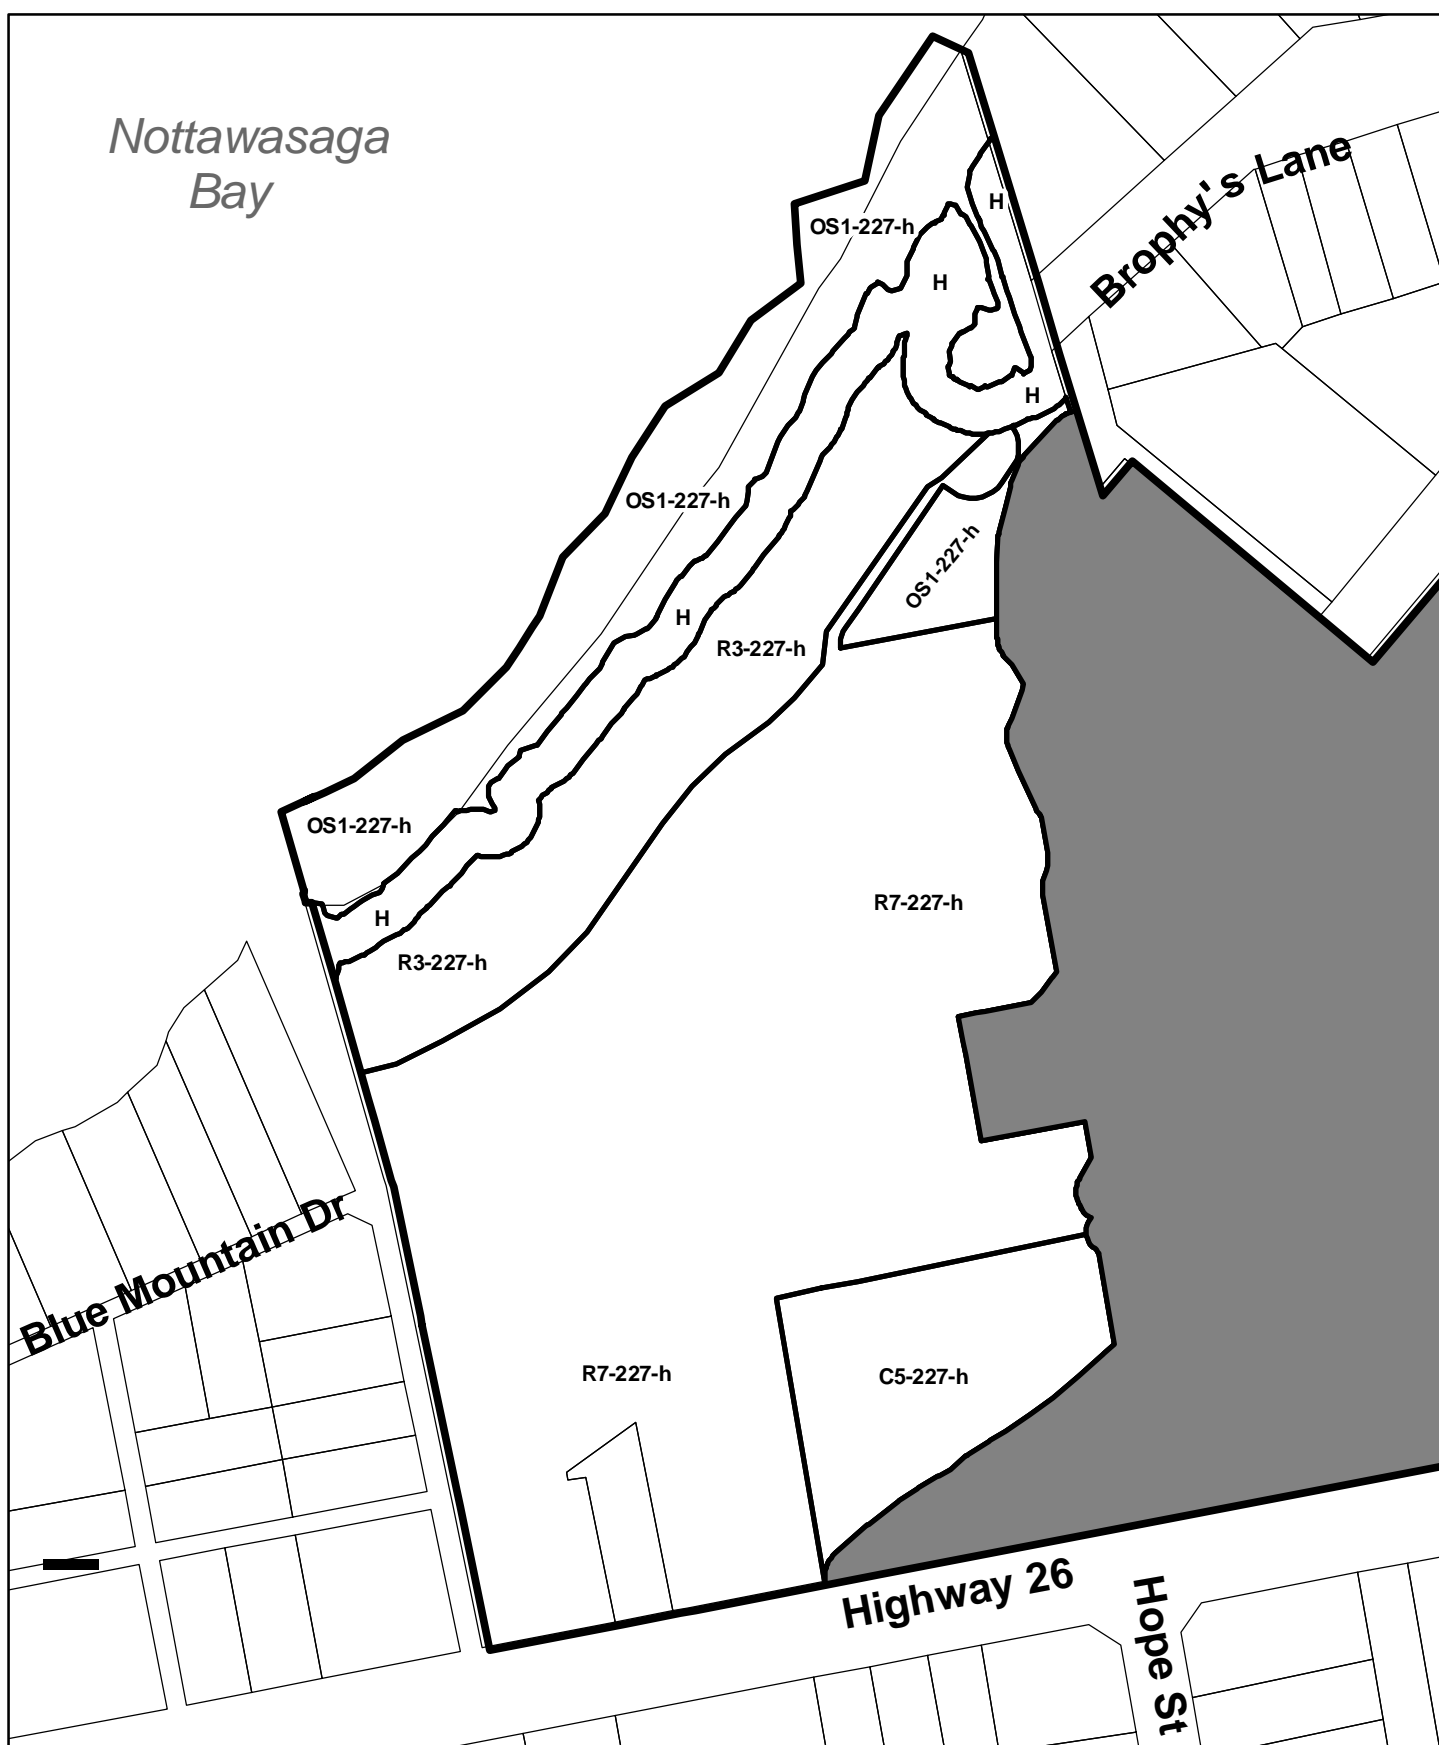 Nottawasaga
Bay
Brophy's Lane
H
OS1-227-h
H
H
OS1-227-h
OS1-227-h
H
R3-227-h
OS1-227-h
R7-227-h
H
R3-227-h
Blue Mountain Dr
R7-227-h
C5-227-h
Highway 26
Hope St